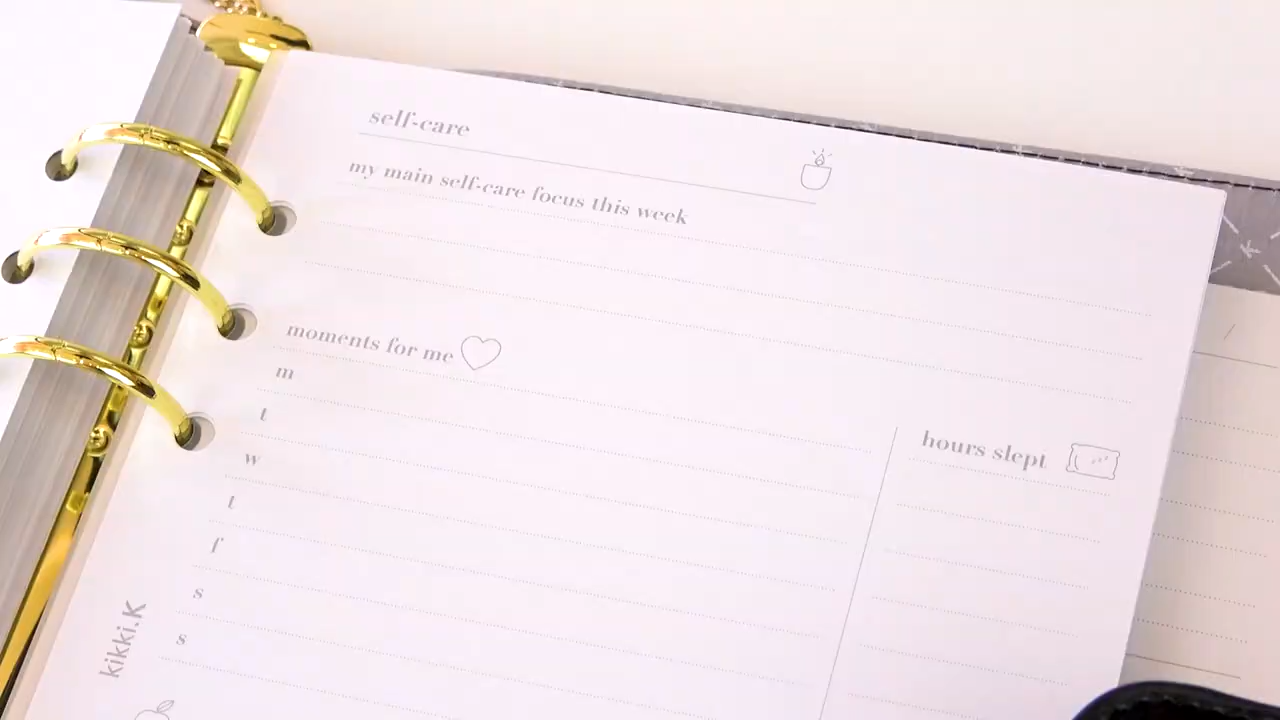 self-care
my main self-care focus this week
moments for me
m
t
w
t
f
s
s
hours slept
kikki.K